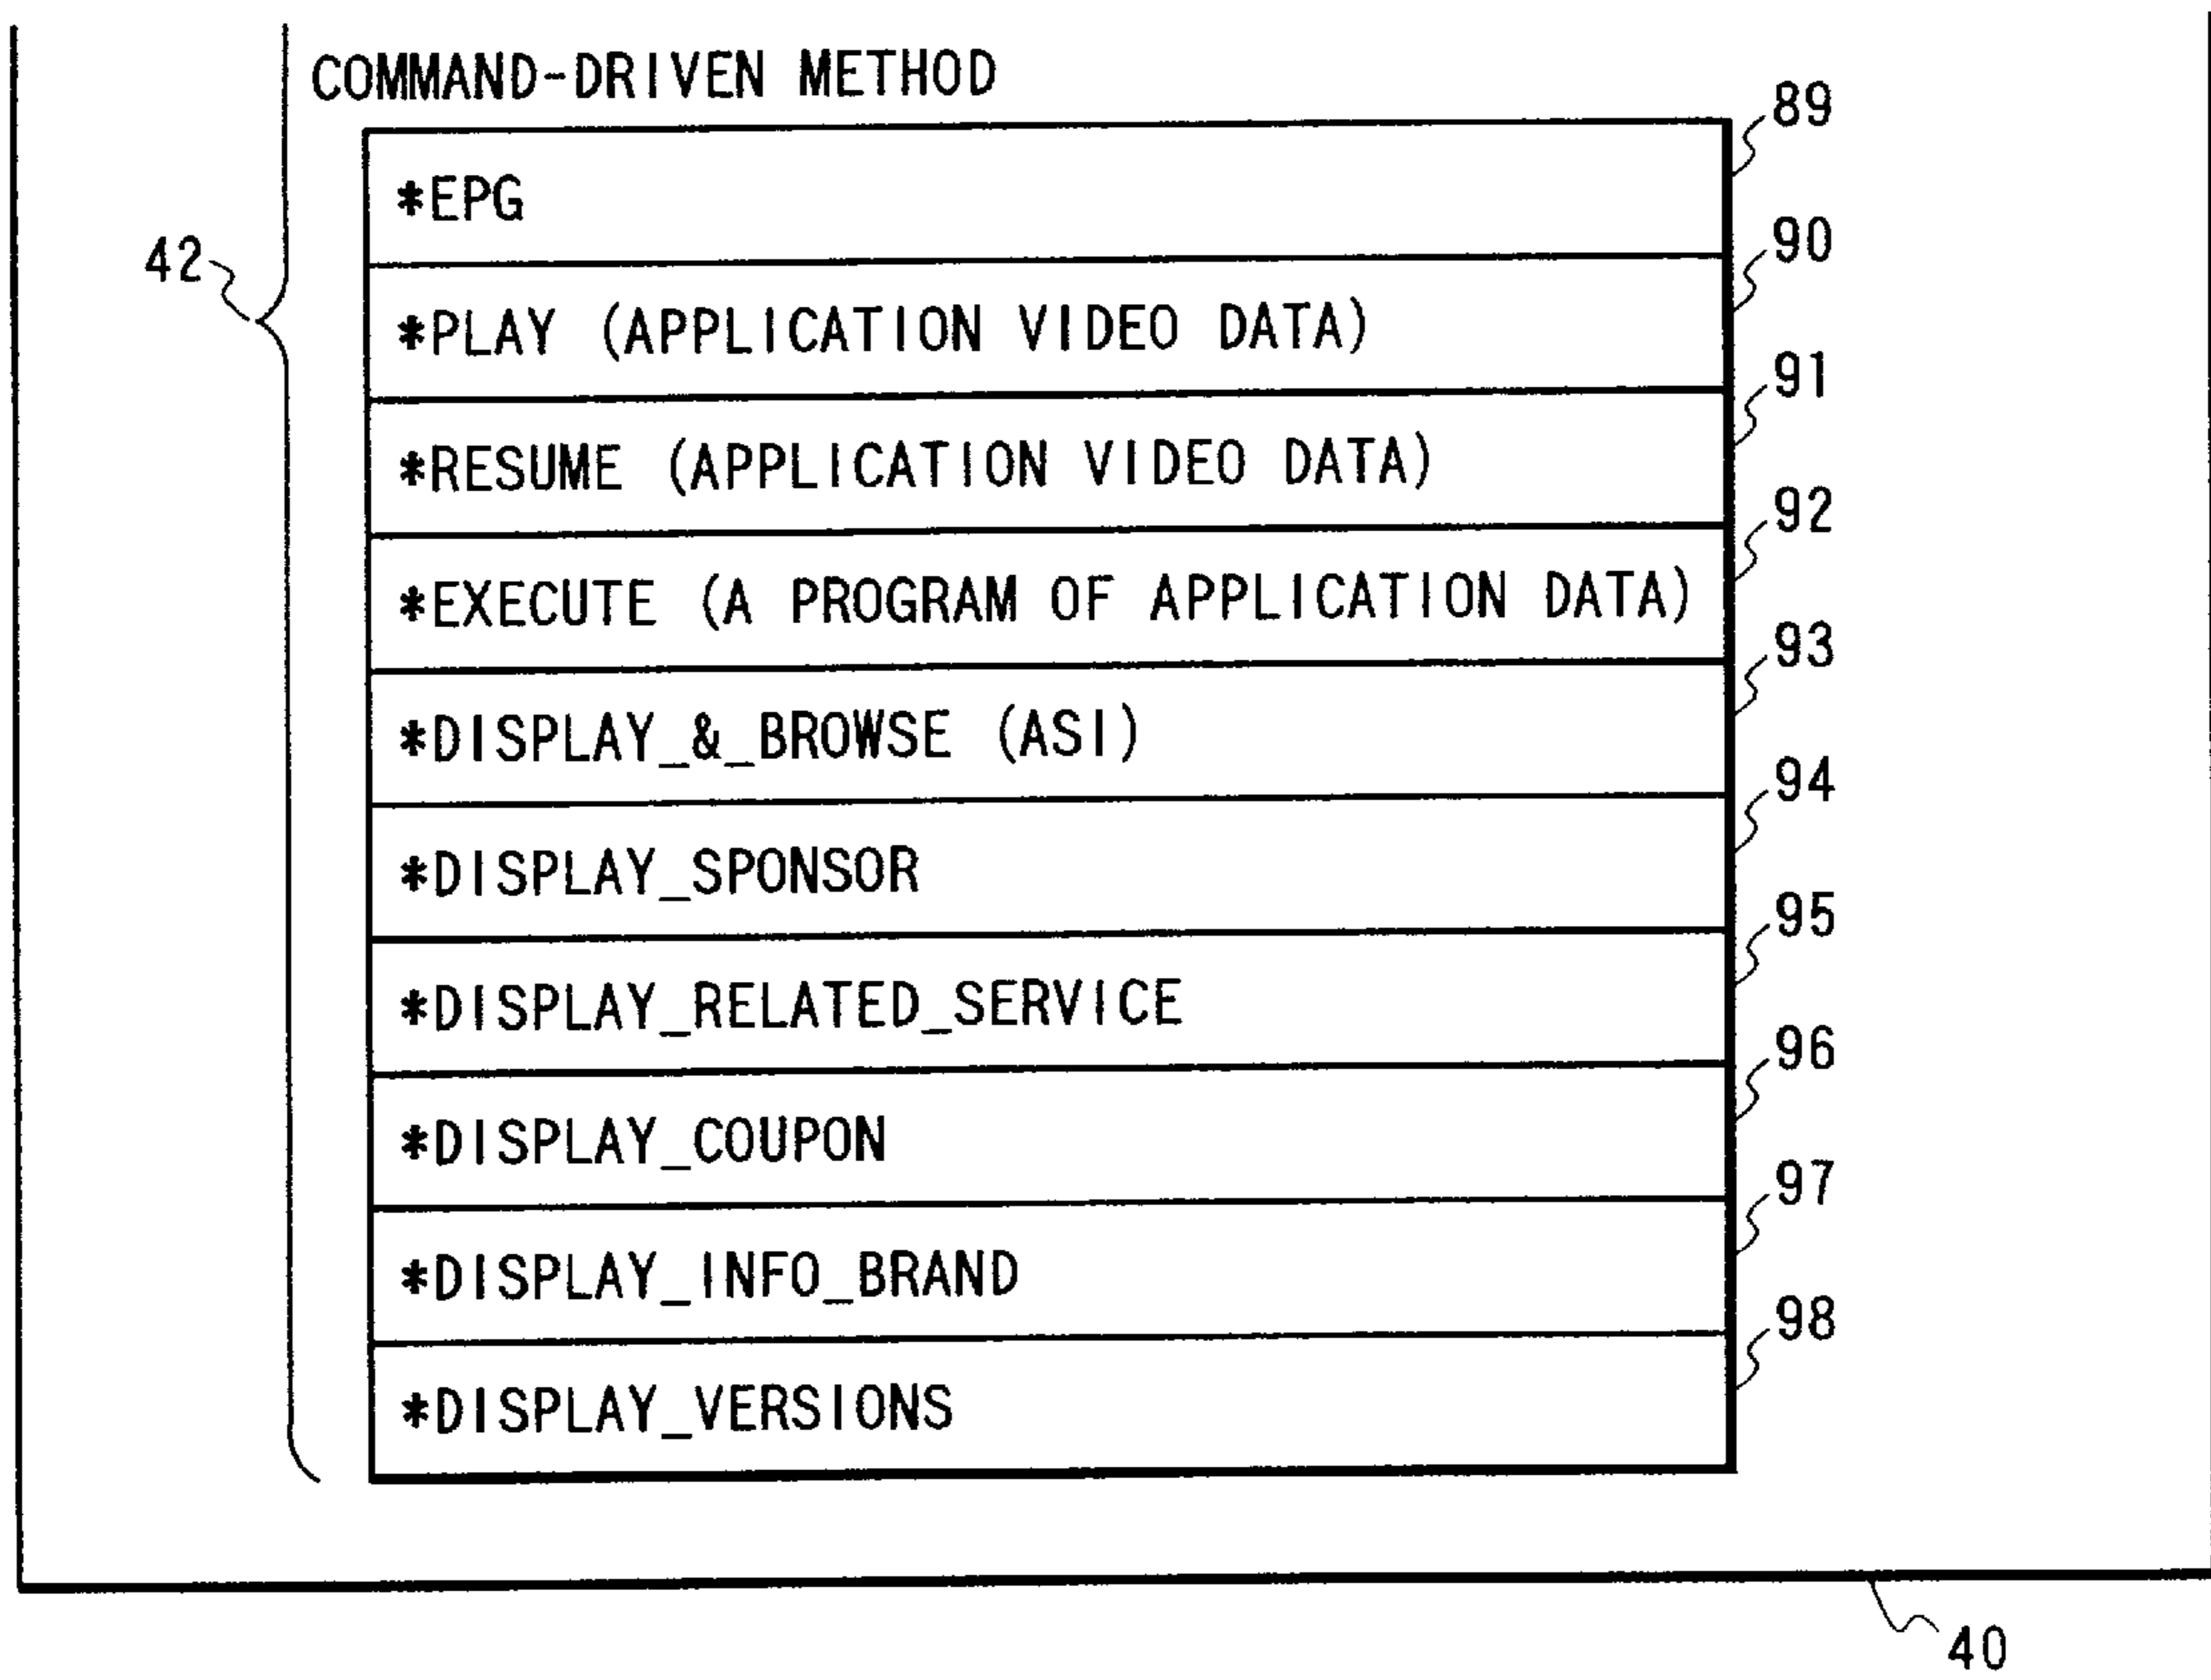 COMMAND-DRIVEN METHOD
89
*EPG
42
90
*PLAY (APPLICATION VIDEO DATA)
91
*RESUME (APPLICATION VIDEO DATA)
92
*EXECUTE (A PROGRAM OF APPLICATION DATA)
93
*DISPLAY_&_BROWSE (ASI)
94
*DISPLAY_SPONSOR
95
*DISPLAY_RELATED_SERVICE
96
*DISPLAY_COUPON
97
*DISPLAY_INFO_BRAND
98
*DISPLAY_VERSIONS
40